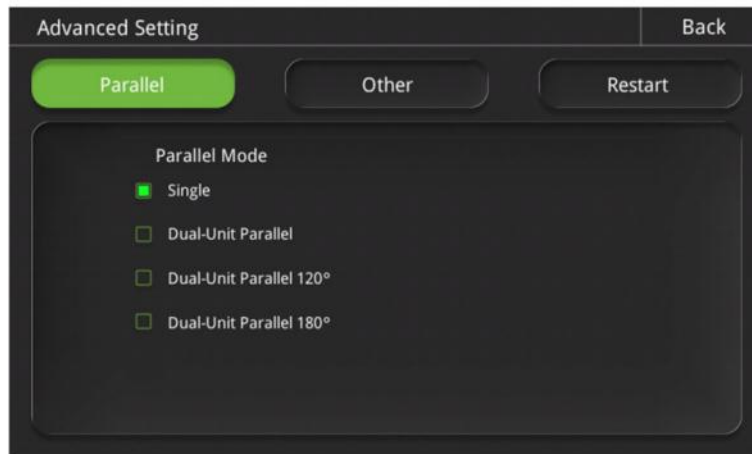 Advanced Setting Back
Parallel Other Restart
Parallel Mode
Single
Dual-Unit Parallel
Dual-Unit Parallel 120°
Dual-Unit Parallel 180°